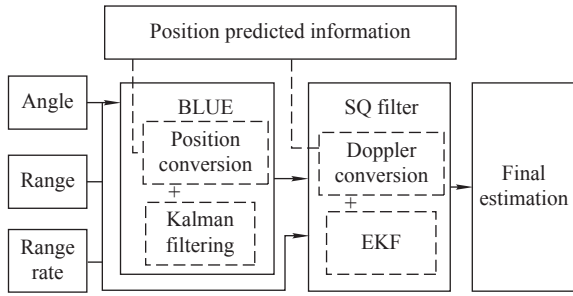 Position predicted information
Angle
Range
Range
rate
BLUE
Position
conversion
+
Kalman
filtering
SQ filter
Doppler
conversion
+
EKF
Final
estimation